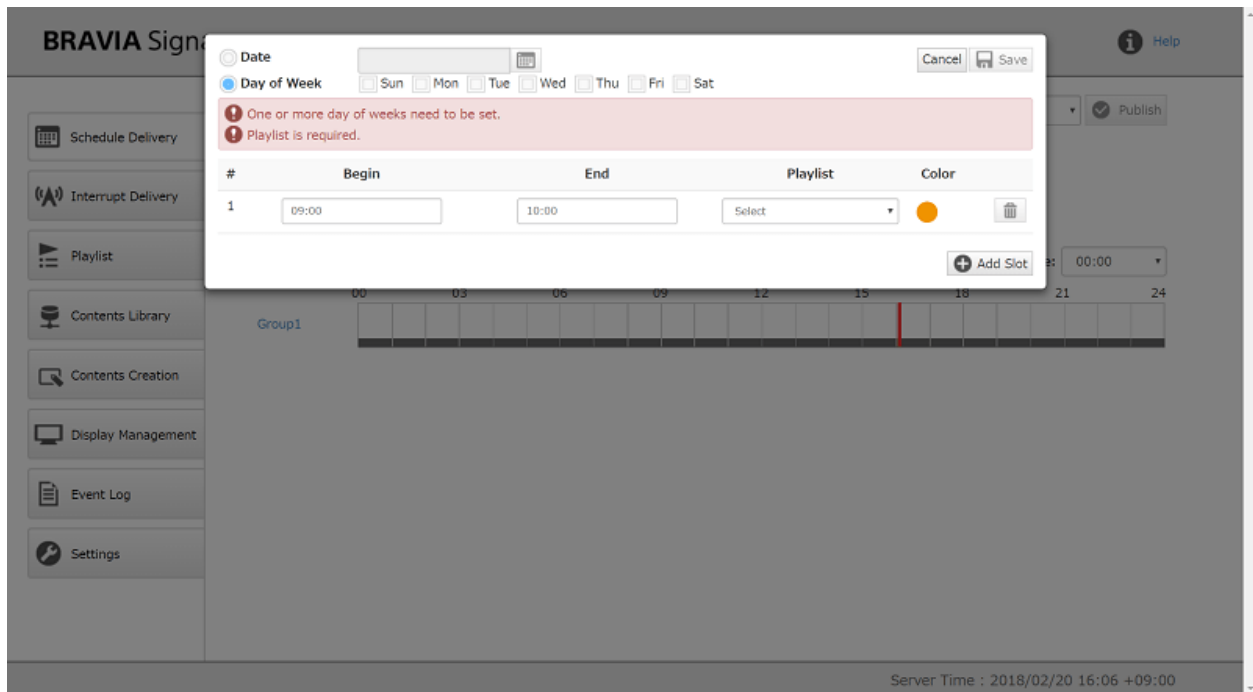 BRAVIA Signa
Help
Date
Cancel
Save
Day of Week
Sun Mon Tue Wed Thu Fri Sat
One or more day of weeks need to be set.
Playlist is required.
Publish
# Begin End Playlist Color
1 09:00 10:00 Select
Add Slot
00:00
Schedule Delivery
Interrupt Delivery
Playlist
Contents Library
Contents Creation
Display Management
Event Log
Settings
00 03 06 09 12 15 18 21 24
Group1
Server Time : 2018/02/20 16:06 +09:00